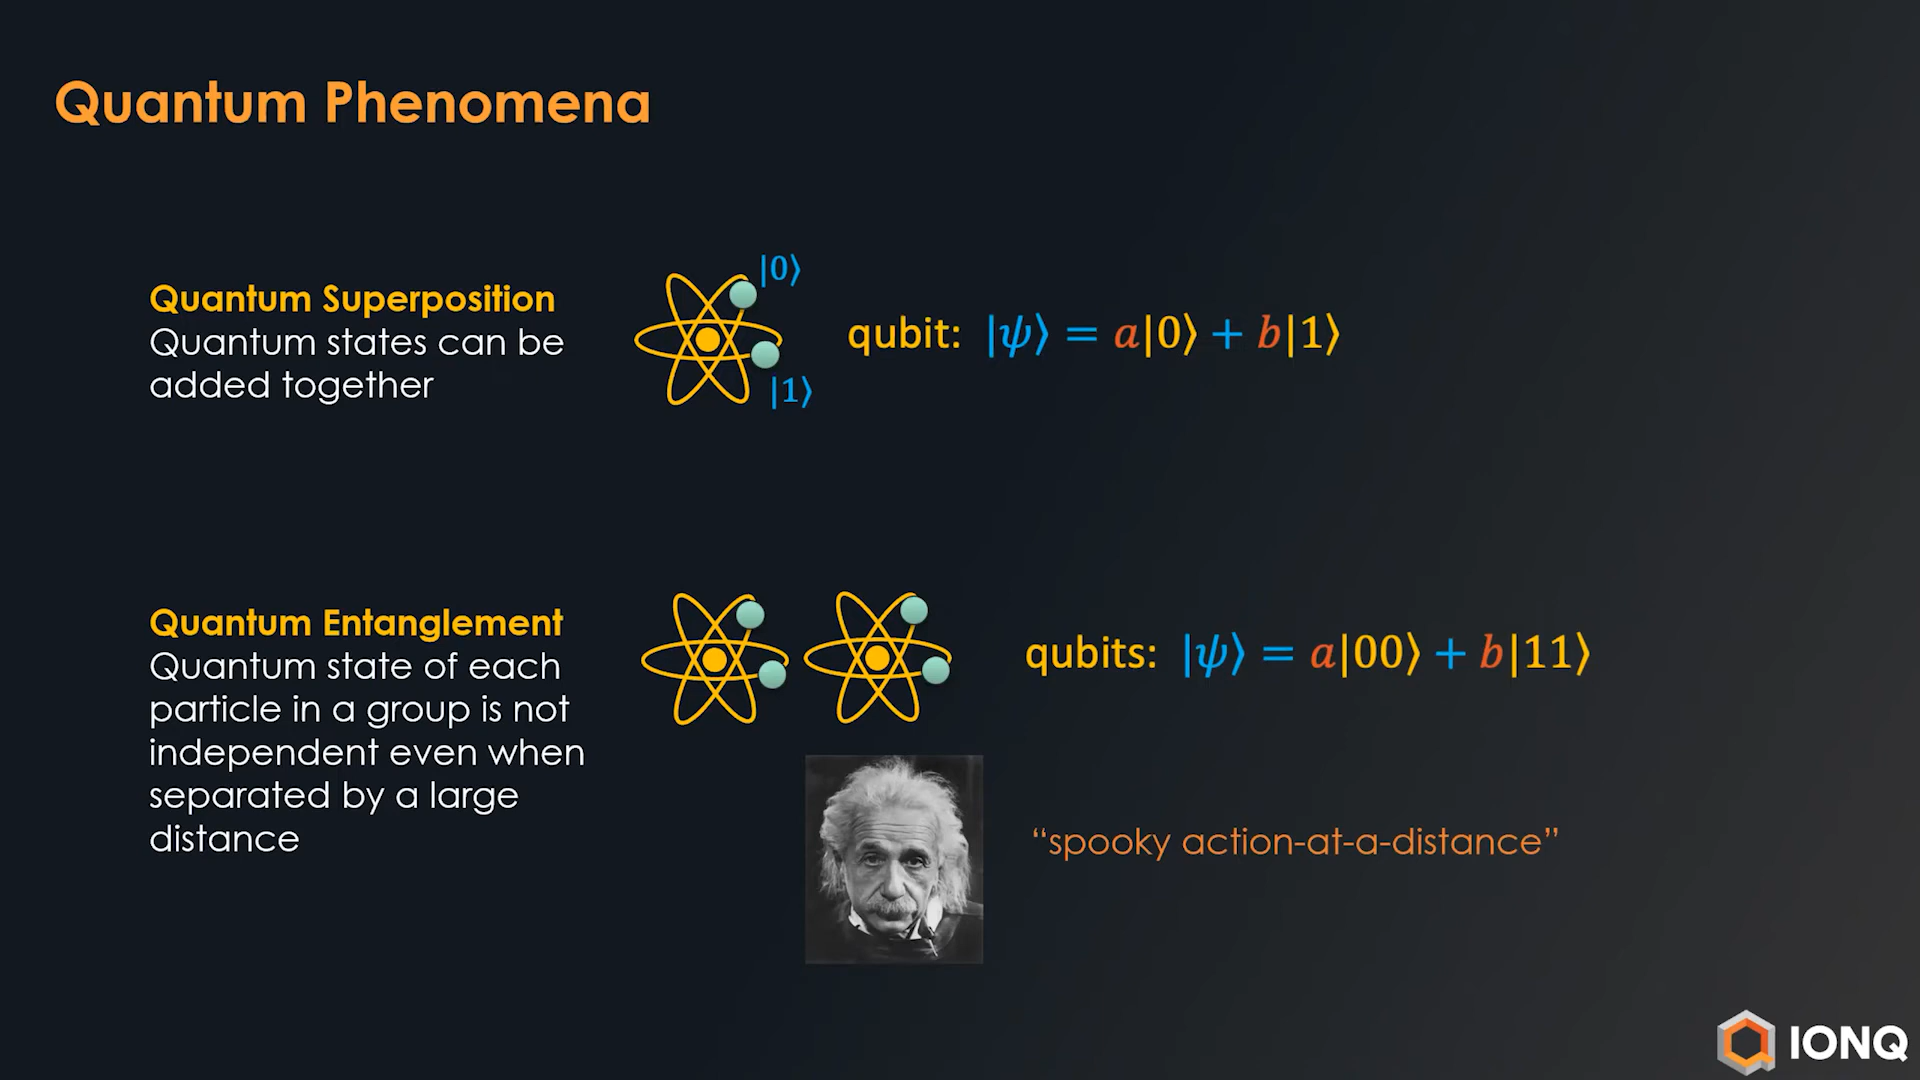 Quantum Phenomena
Quantum Superposition
Quantum states can be
added together
|0⟩
|1⟩
qubit: |ψ⟩ = a|0⟩ + b|1⟩
Quantum Entanglement
Quantum state of each
particle in a group is not
independent even when
separated by a large
distance
qubits: |ψ⟩ = a|00⟩ + b|11⟩
“spooky action-at-a-distance”
IONQ